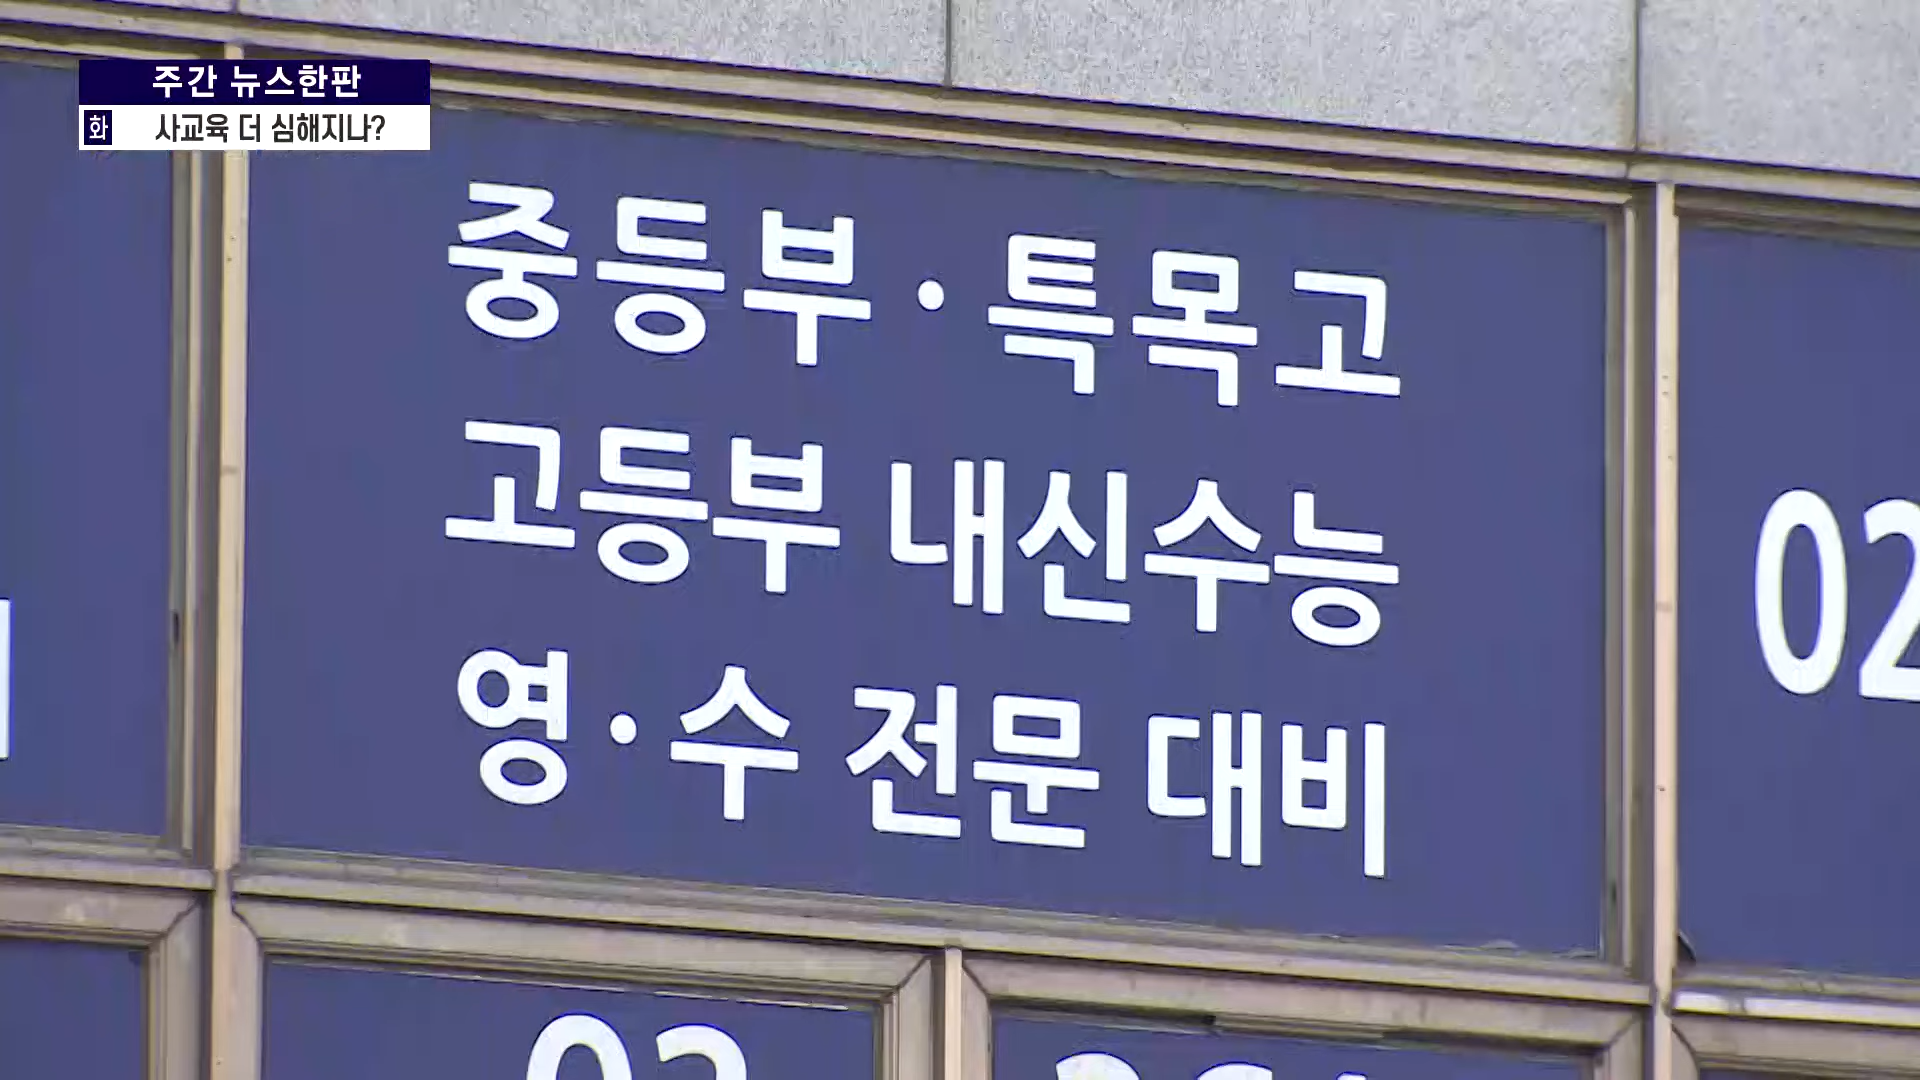 주간 뉴스한판
화 사교육 더 심해지나?
중등부·특목고
고등부 내신수능
영·수 전문 대비
02
02